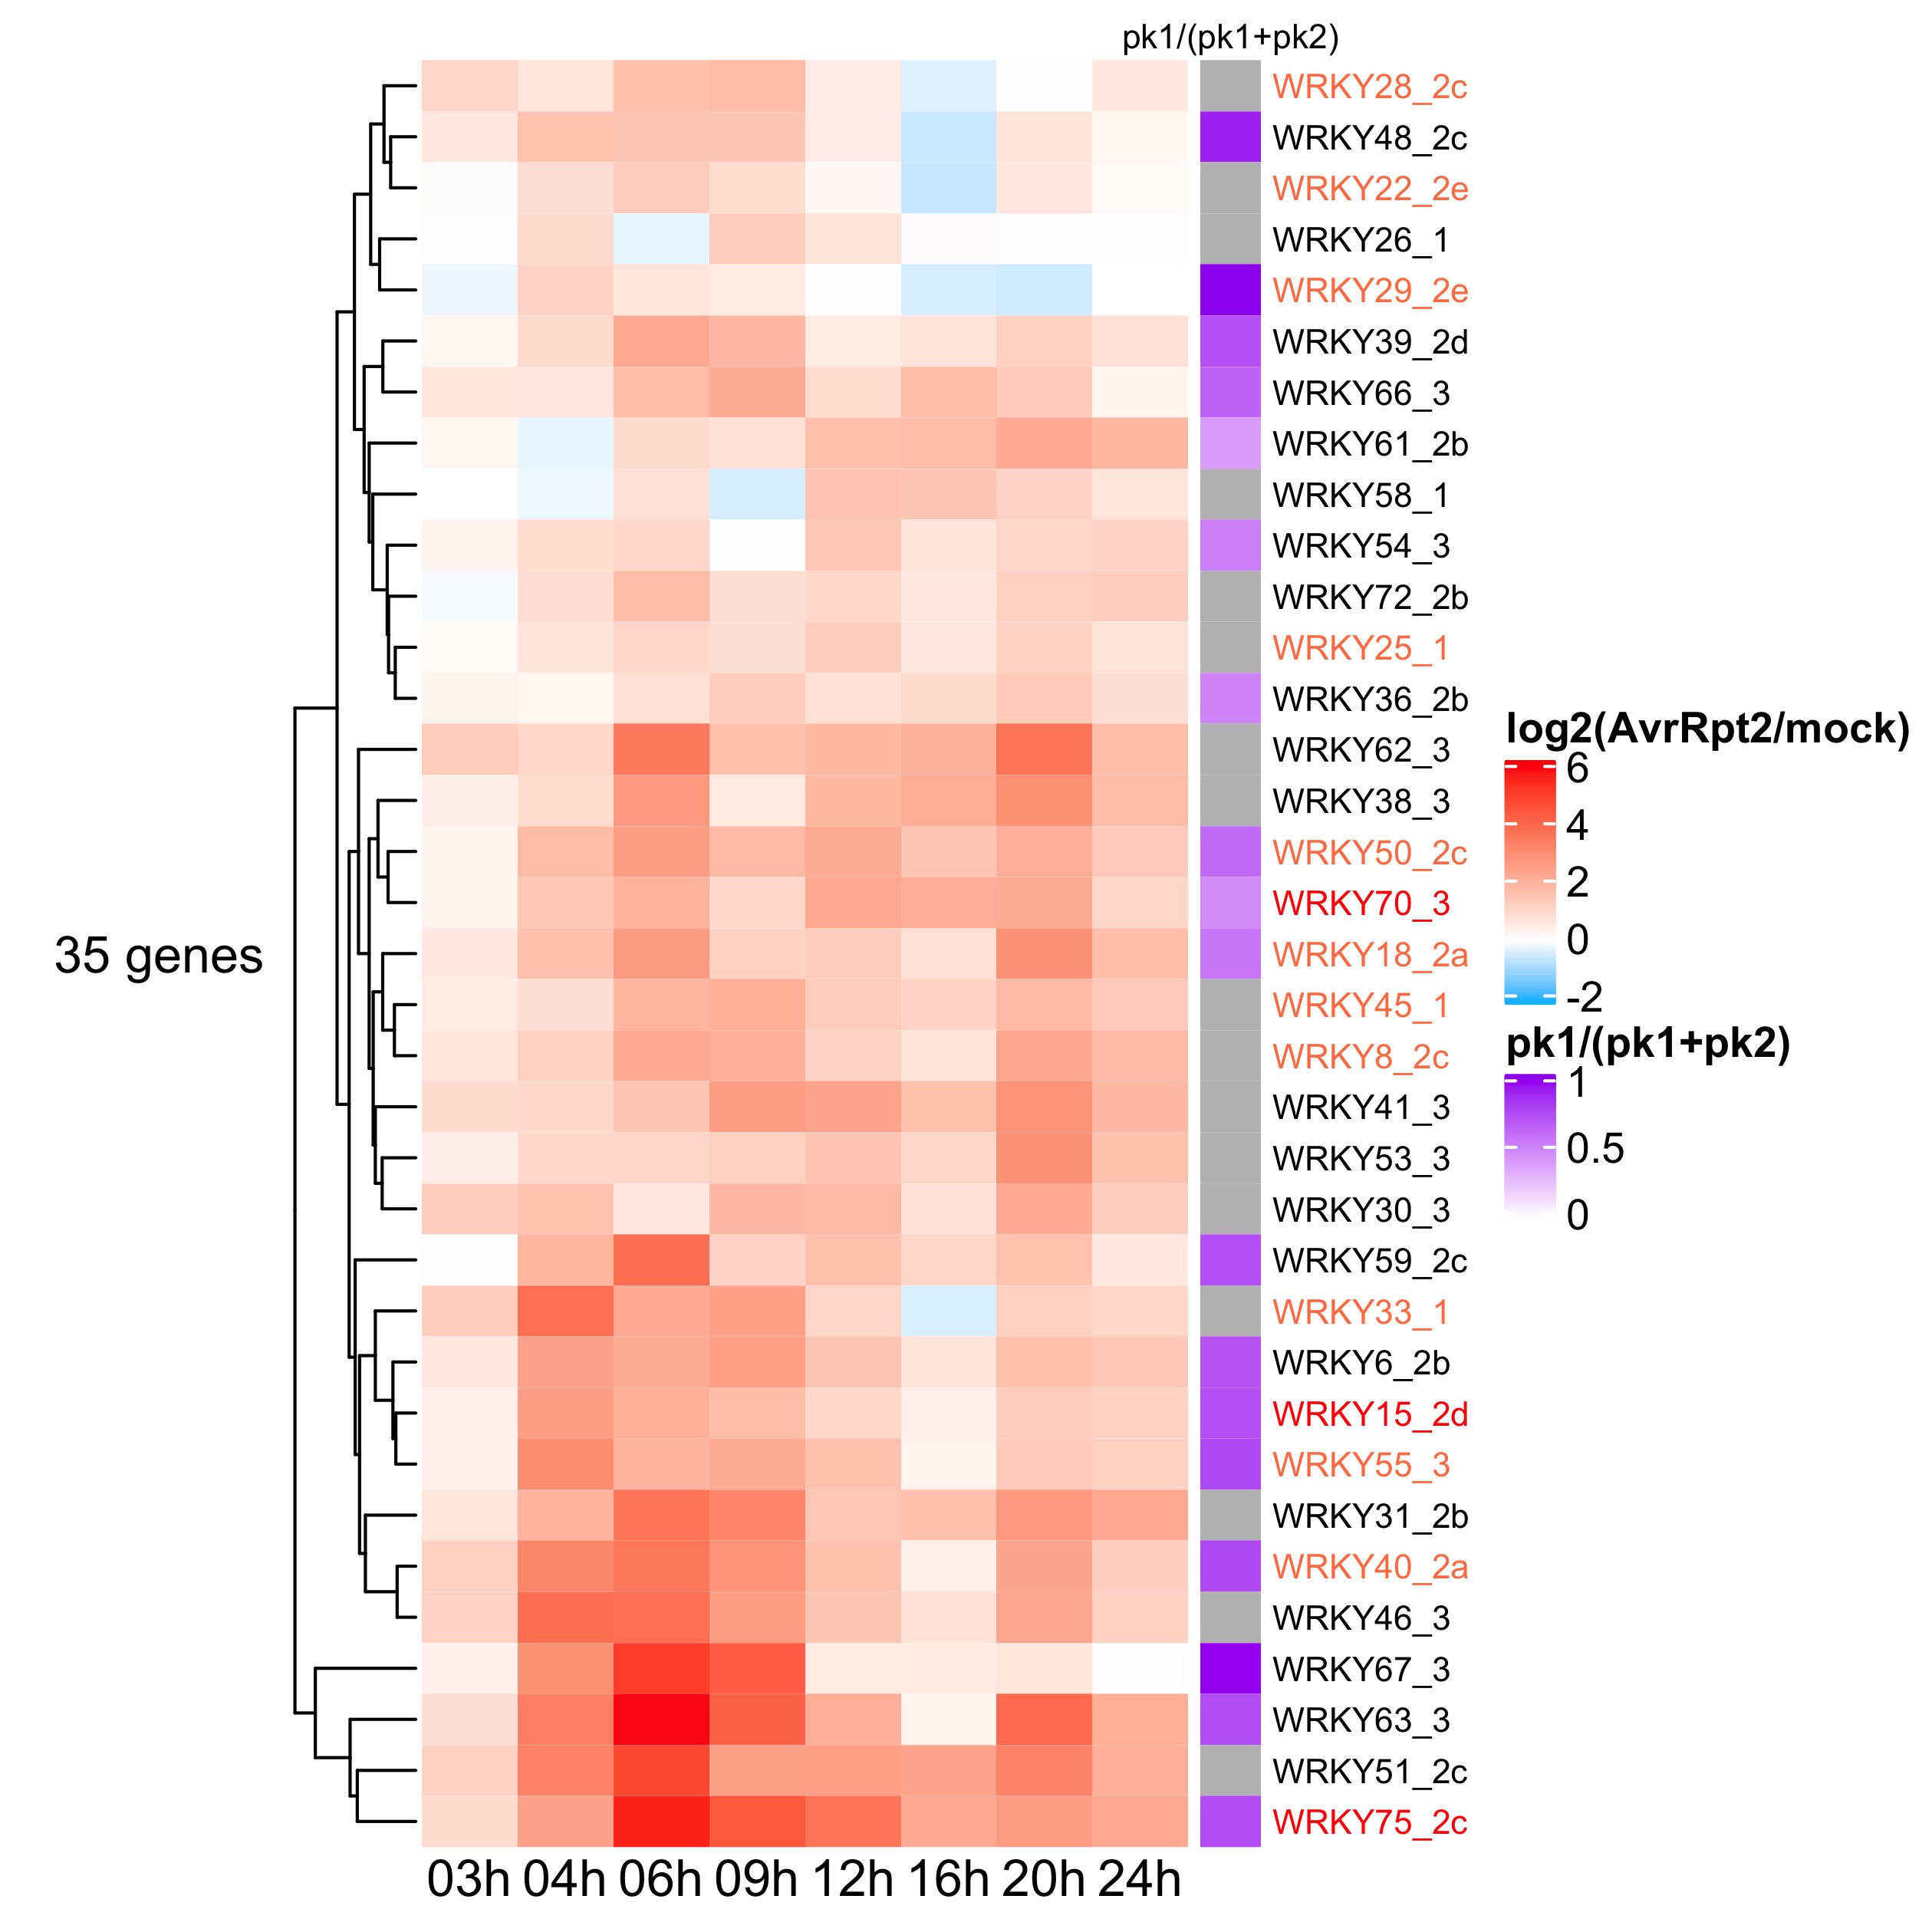 pk1/(pk1+pk2)
WRKY28_2c
WRKY48_2c
WRKY22_2e
WRKY26_1
WRKY29_2e
WRKY39_2d
WRKY66_3
WRKY61_2b
WRKY58_1
WRKY54_3
WRKY72_2b
WRKY25_1
WRKY36_2b
WRKY62_3
WRKY38_3
WRKY50_2c
WRKY70_3
WRKY18_2a
WRKY45_1
WRKY8_2c
WRKY41_3
WRKY53_3
WRKY30_3
WRKY59_2c
WRKY33_1
WRKY6_2b
WRKY15_2d
WRKY55_3
WRKY31_2b
WRKY40_2a
WRKY46_3
WRKY67_3
WRKY63_3
WRKY51_2c
WRKY75_2c
35 genes
03h 04h 06h 09h 12h 16h 20h 24h
log2(AvrRpt2/mock)
6
4
2
0
-2
pk1/(pk1+pk2)
1
0.5
0